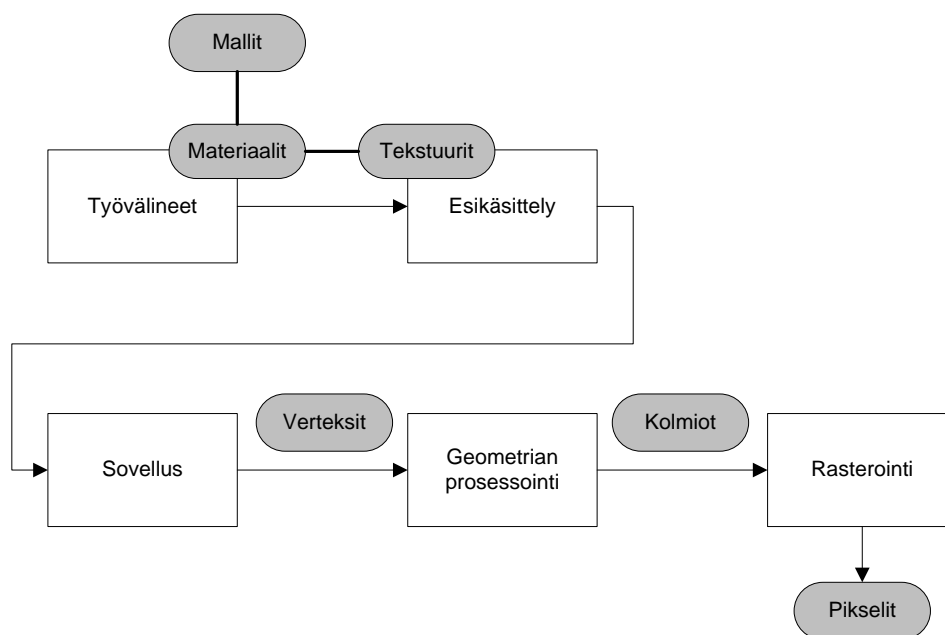 Mallit
Materiaalit
Tekstuurit
Työvälineet
Esikäsittely
Verteksit
Kolmiot
Sovellus
Geometrian
prosessointi
Rasterointi
Pikselit